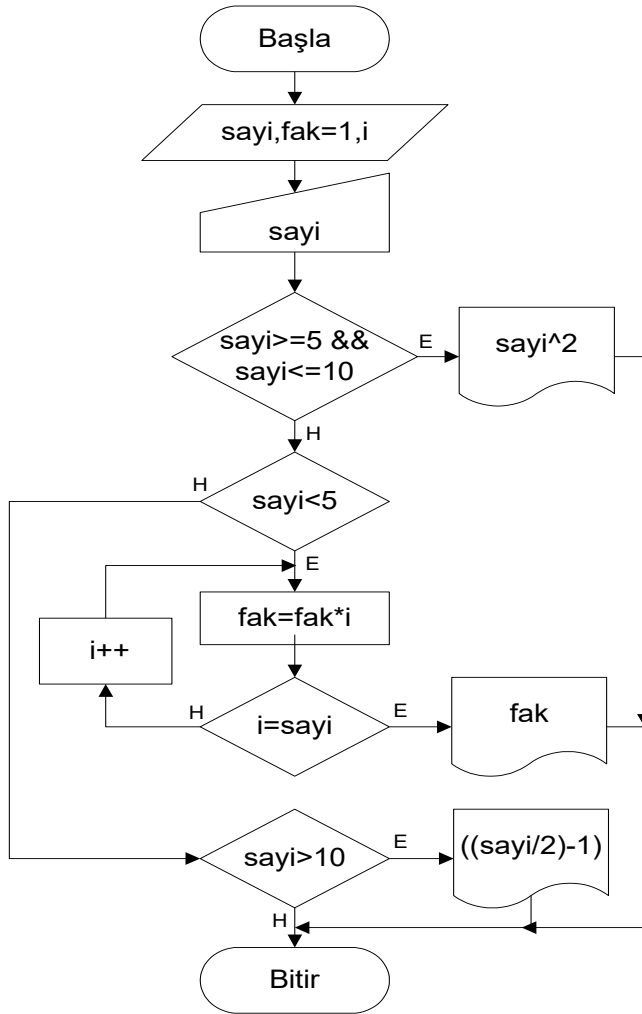 Başla
sayi,fak=1,i
sayi
sayi>=5 &&
sayi<=10
E
sayi^2
H
H
sayi<5
E
fak=fak*i
i++
H
i=sayi
E
fak
sayi>10
E
((sayi/2)-1)
H
Bitir